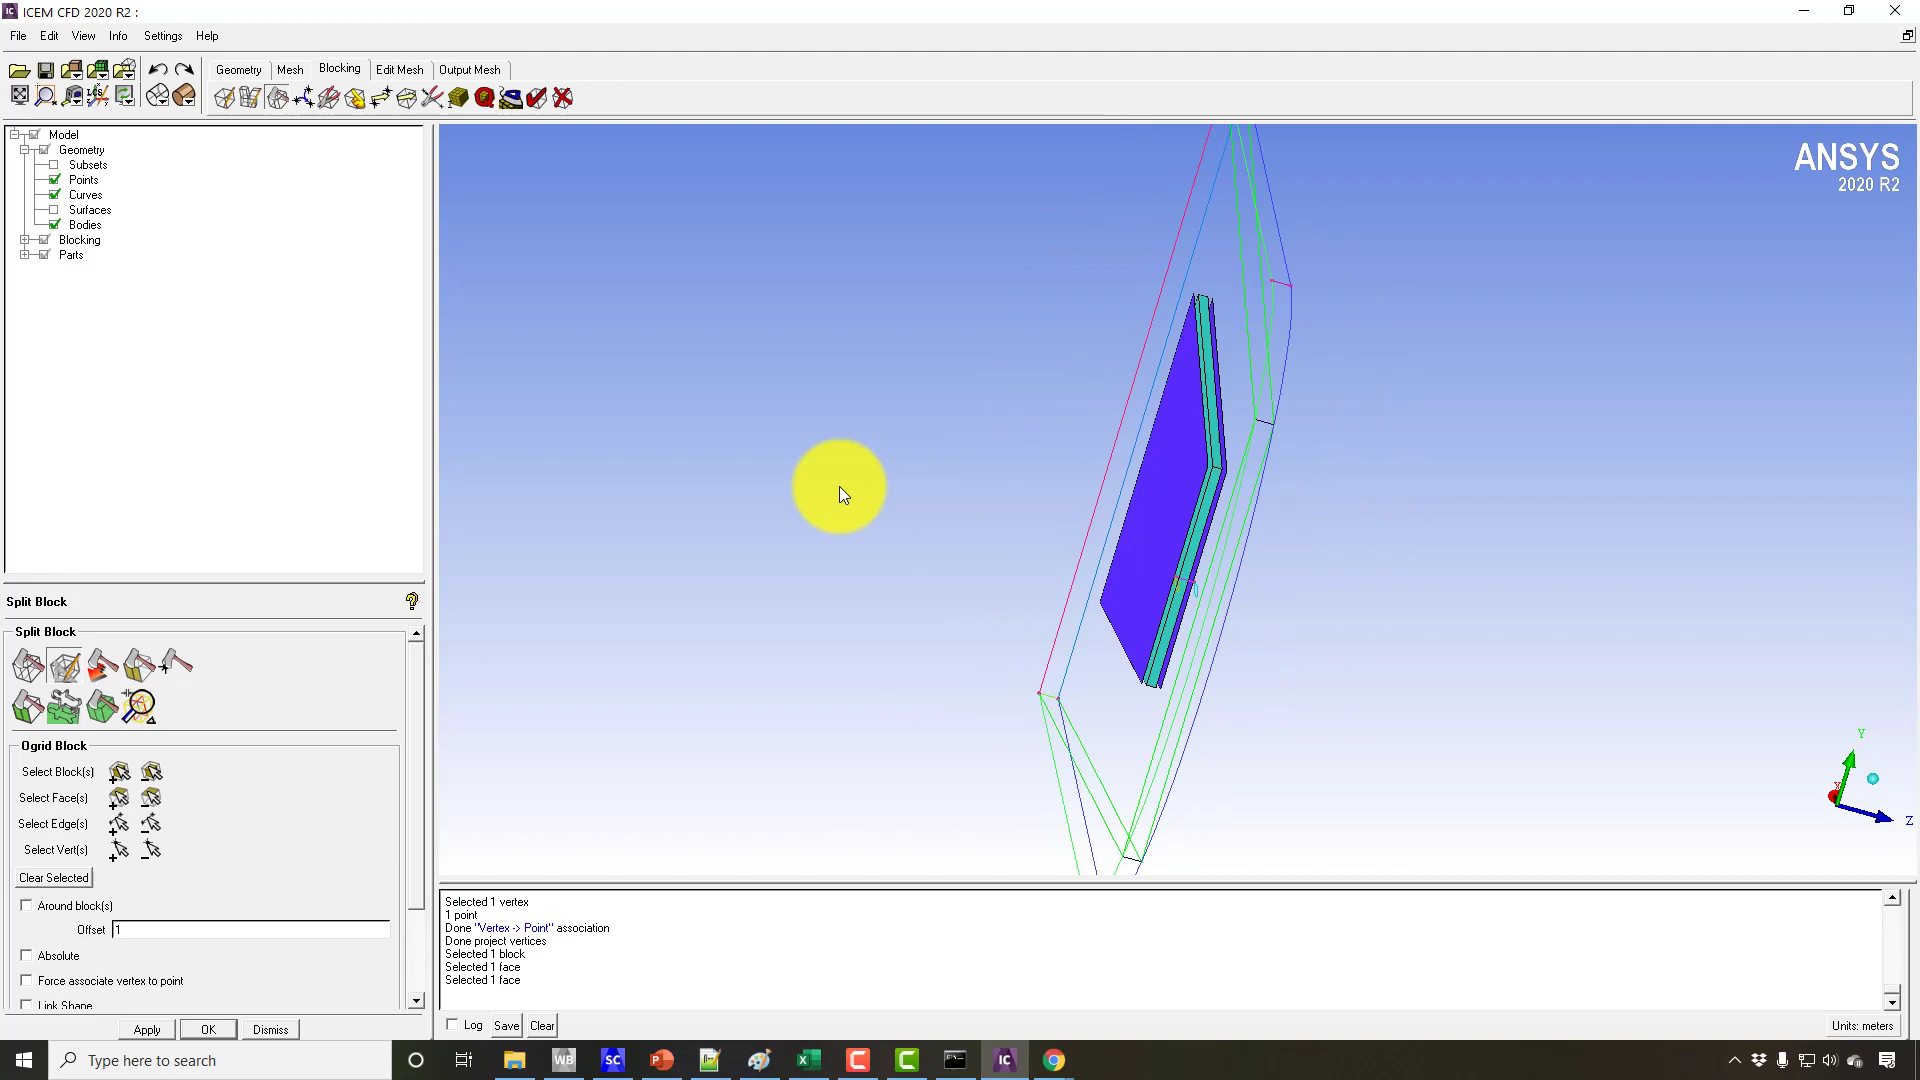 ICEM CFD 2020 R2 :
File Edit View Info Settings Help
Geometry Mesh Blocking Edit Mesh Output Mesh
LCS
Model
Geometry
Subsets
Points
Curves
Surfaces
Bodies
Blocking
Parts
ANSYS
2020 R2
Split Block
Split Block
Ogrid Block
Select Block(s)
Select Face(s)
Select Edge(s)
Select Vert(s)
Clear Selected
Around block(s)
Offset 1
Absolute
Force associate vertex to point
Link Shape
Apply OK Dismiss
Y
X
Z
Selected 1 vertex
1 point
Done "Vertex -> Point" association
Done project vertices
Selected 1 block
Selected 1 face
Selected 1 face
Log Save Clear
Units: meters
Type here to search
WB SC IC